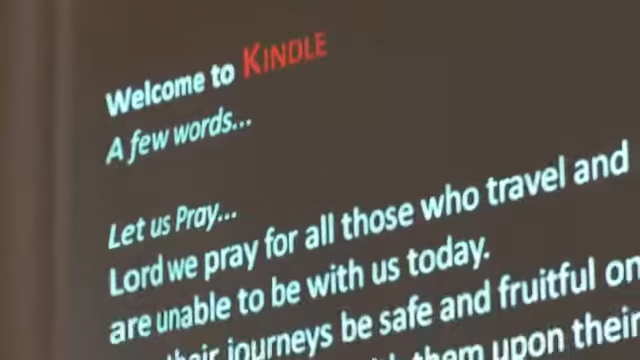 Welcome to KINDLE
A few words...
Let us Pray...
Lord we pray for all those who travel and
are unable to be with us today.
their journeys be safe and fruitful on
them upon their